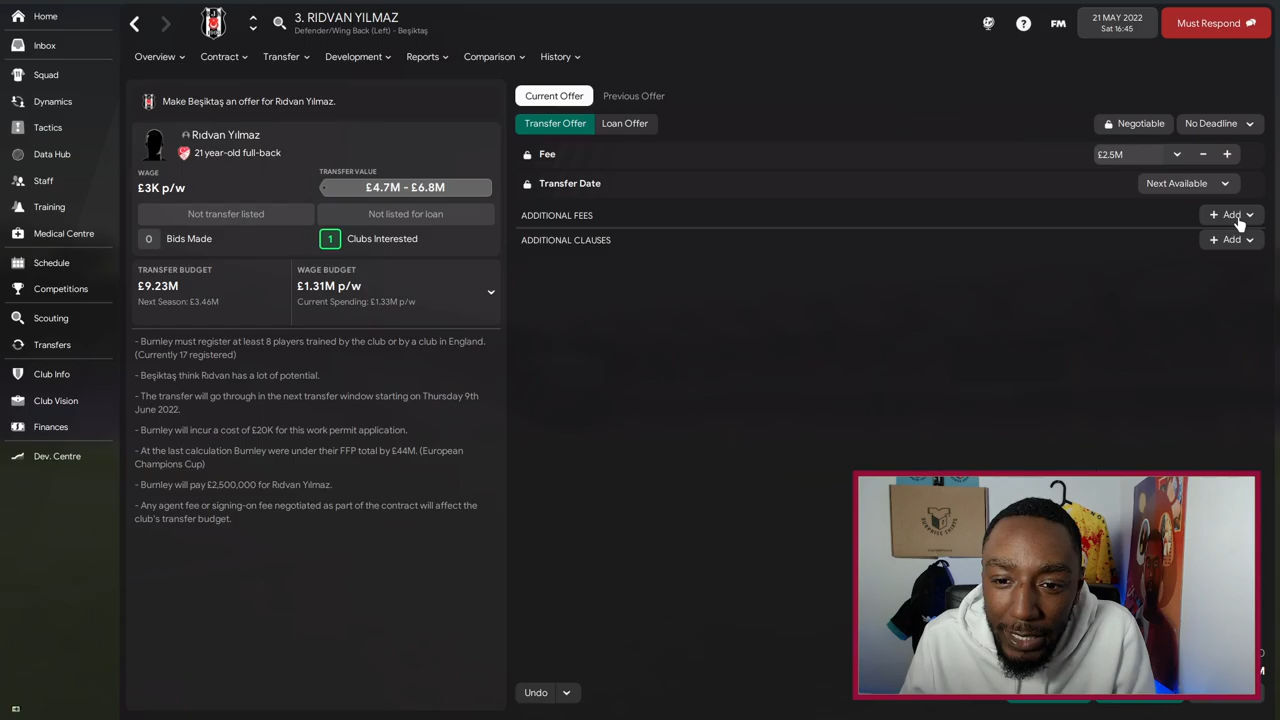 Home
Inbox
Squad
Dynamics
Tactics
Data Hub
Staff
Training
Medical Centre
Schedule
Competitions
Scouting
Transfers
Club Info
Club Vision
Finances
Dev. Centre
3. RIDVAN YILMAZ
Defender/Wing Back (Left) - Beşiktaş
FM
21 MAY 2022
Sat 16:45
Must Respond
Overview
Contract
Transfer
Development
Reports
Comparison
History
Make Beşiktaş an offer for Rıdvan Yılmaz.
Rıdvan Yılmaz
21 year-old full-back
WAGE
£3K p/w
TRANSFER VALUE
£4.7M - £6.8M
Not transfer listed
Not listed for loan
0 Bids Made
1 Clubs Interested
TRANSFER BUDGET
£9.23M
Next Season: £3.46M
WAGE BUDGET
£1.31M p/w
Current Spending: £1.33M p/w
- Burnley must register at least 8 players trained by the club or by a club in England.
(Currently 17 registered)
- Beşiktaş think Rıdvan has a lot of potential.
- The transfer will go through in the next transfer window starting on Thursday 9th
June 2022.
- Burnley will incur a cost of £20K for this work permit application.
- At the last calculation Burnley were under their FFP total by £44M. (European
Champions Cup)
- Burnley will pay £2,500,000 for Rıdvan Yılmaz.
- Any agent fee or signing-on fee negotiated as part of the contract will affect the
club's transfer budget.
Current Offer
Previous Offer
Transfer Offer
Loan Offer
Negotiable
No Deadline
Fee
£2.5M
Transfer Date
Next Available
ADDITIONAL FEES
+ Add
ADDITIONAL CLAUSES
+ Add
SURPRISE SHIRTS
Undo